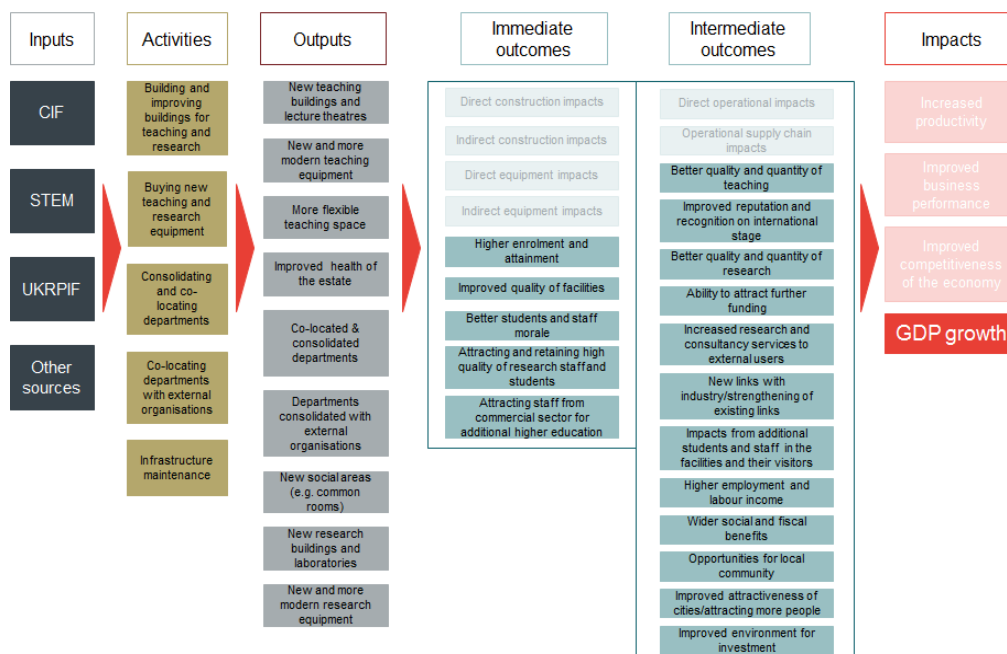 Inputs
Activities
Outputs
Immediate
outcomes
Intermediate
outcomes
Impacts
CIF
STEM
UKRPIF
Other
sources
Building and
improving
buildings for
teaching and
research
Buying new
teaching and
research
equipment
Consolidating
and co-
locating
departments
Co-locating
departments
with external
organisations
Infrastructure
maintenance
New teaching
buildings and
lecture theatres
New and more
modern teaching
equipment
More flexible
teaching space
Improved health of
the estate
Co-located &
consolidated
departments
Departments
consolidated with
external
organisations
New social areas
(e.g. common
rooms)
New research
buildings and
laboratories
New and more
modern research
equipment
Direct construction impacts
Indirect construction impacts
Direct equipment impacts
Indirect equipment impacts
Higher enrolment and
attainment
Improved quality of facilities
Better students and staff
morale
Attracting and retaining high
quality of research staff and
students
Attracting staff from
commercial sector for
additional higher education
Direct operational impacts
Operational supply chain
impacts
Better quality and quantity of
teaching
Improved reputation and
recognition on international
stage
Better quality and quantity of
research
Ability to attract further
funding
Increased research and
consultancy services to
external users
New links with
industry/strengthening of
existing links
Impacts from additional
students and staff in the
facilities and their visitors
Higher employment and
labour income
Wider social and fiscal
benefits
Opportunities for local
community
Improved attractiveness of
cities/attracting more people
Improved environment for
investment
Increased
productivity
Improved
business
performance
Improved
competitiveness
of the economy
GDP growth